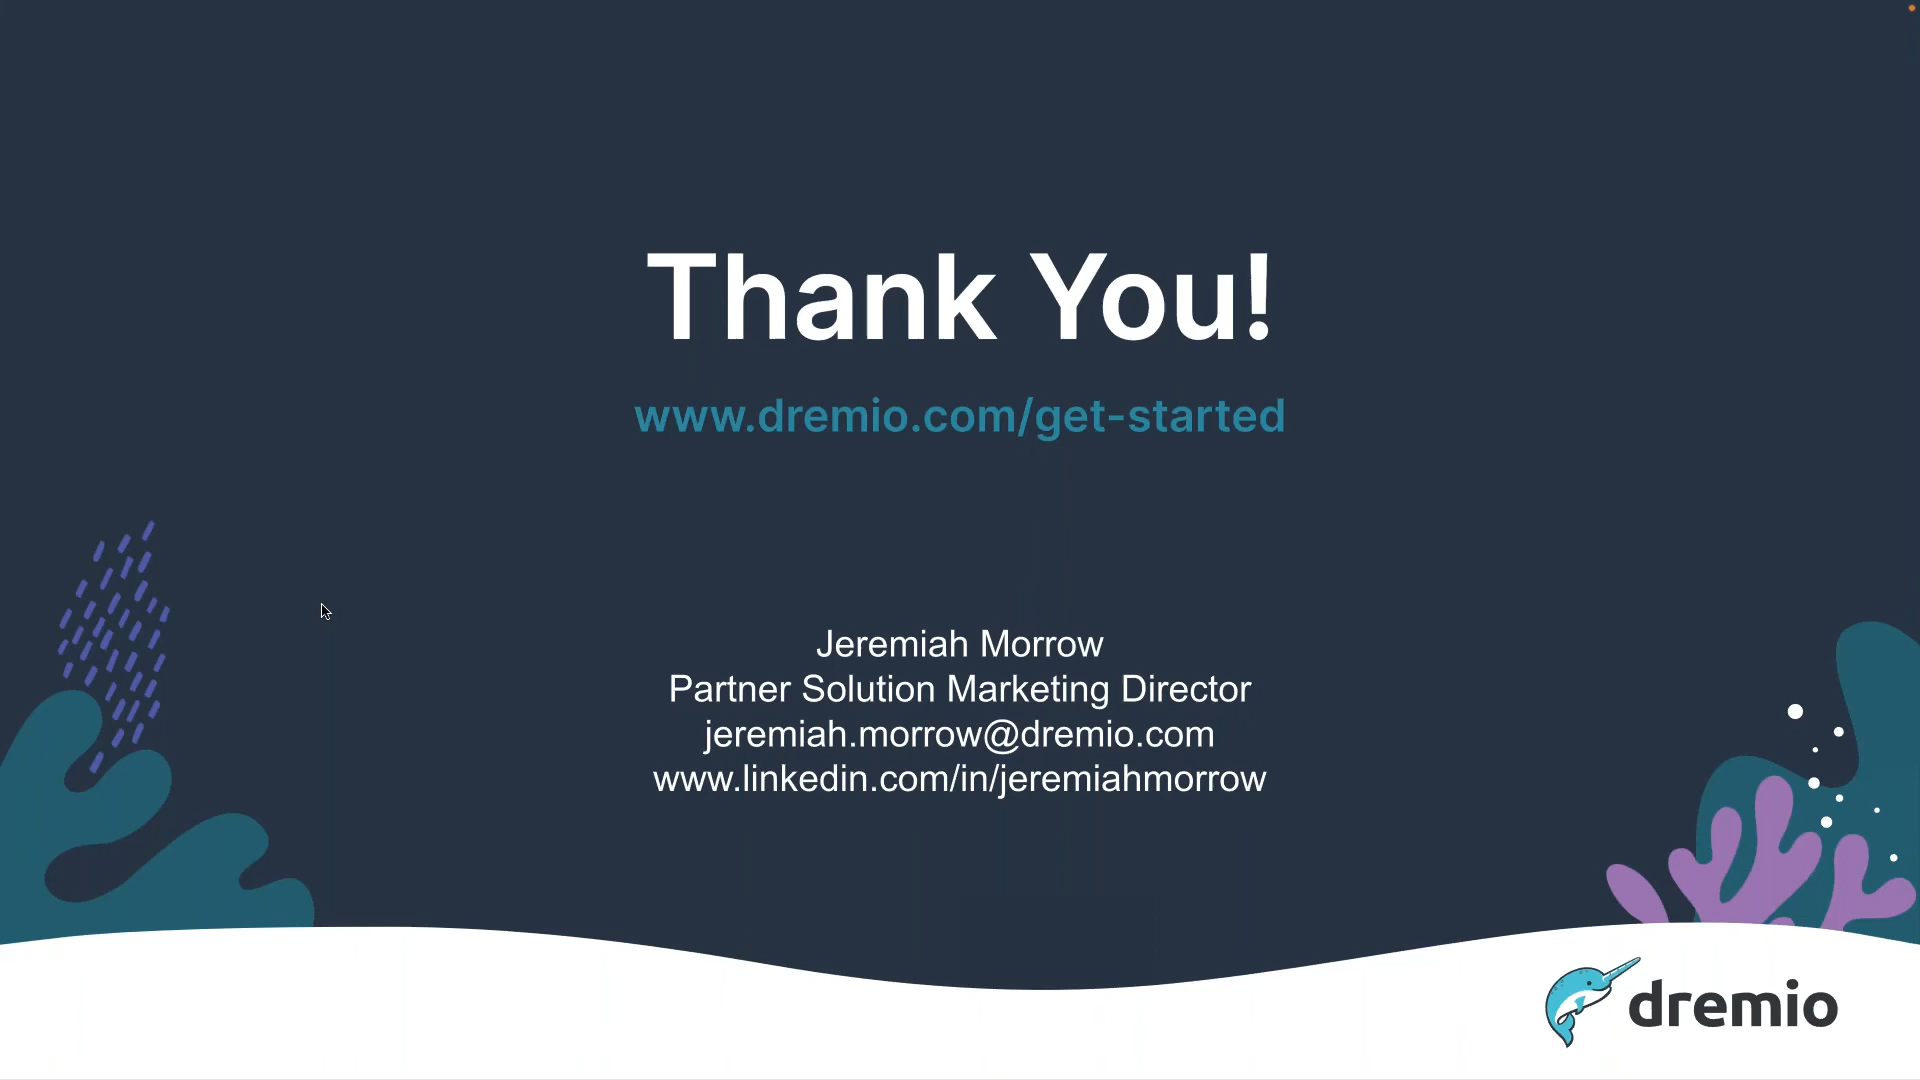 Thank You!
www.dremio.com/get-started
Jeremiah Morrow
Partner Solution Marketing Director
jeremiah.morrow@dremio.com
www.linkedin.com/in/jeremiahmorrow
dremio